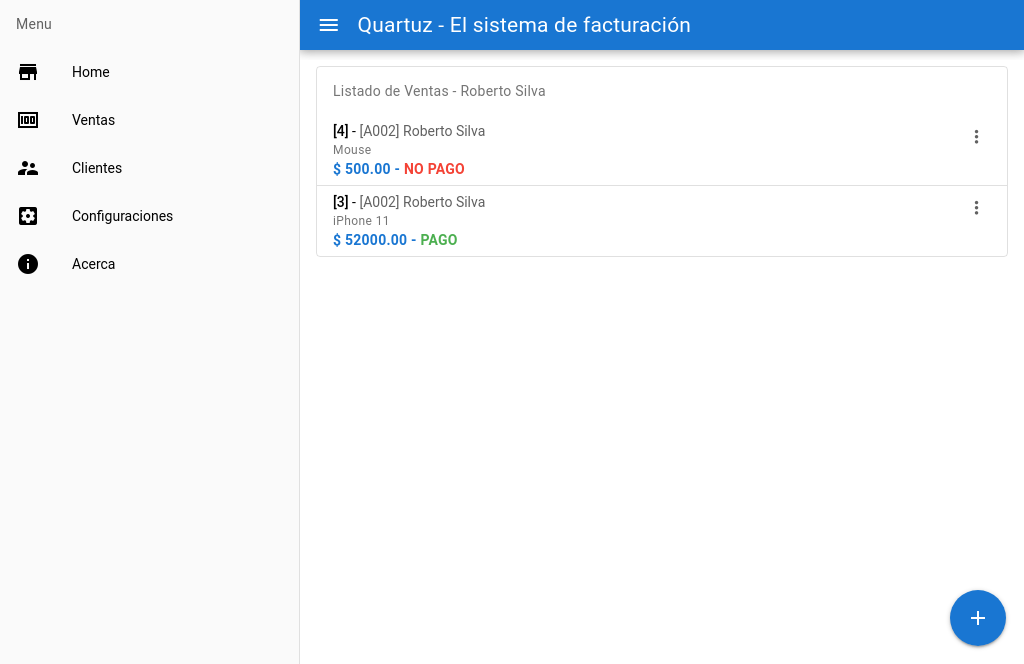 Menu
Home
Ventas
Clientes
Configuraciones
Acerca
Quartuz - El sistema de facturación
Listado de Ventas - Roberto Silva
[4] - [A002] Roberto Silva
Mouse
$ 500.00 - NO PAGO
[3] - [A002] Roberto Silva
iPhone 11
$ 52000.00 - PAGO